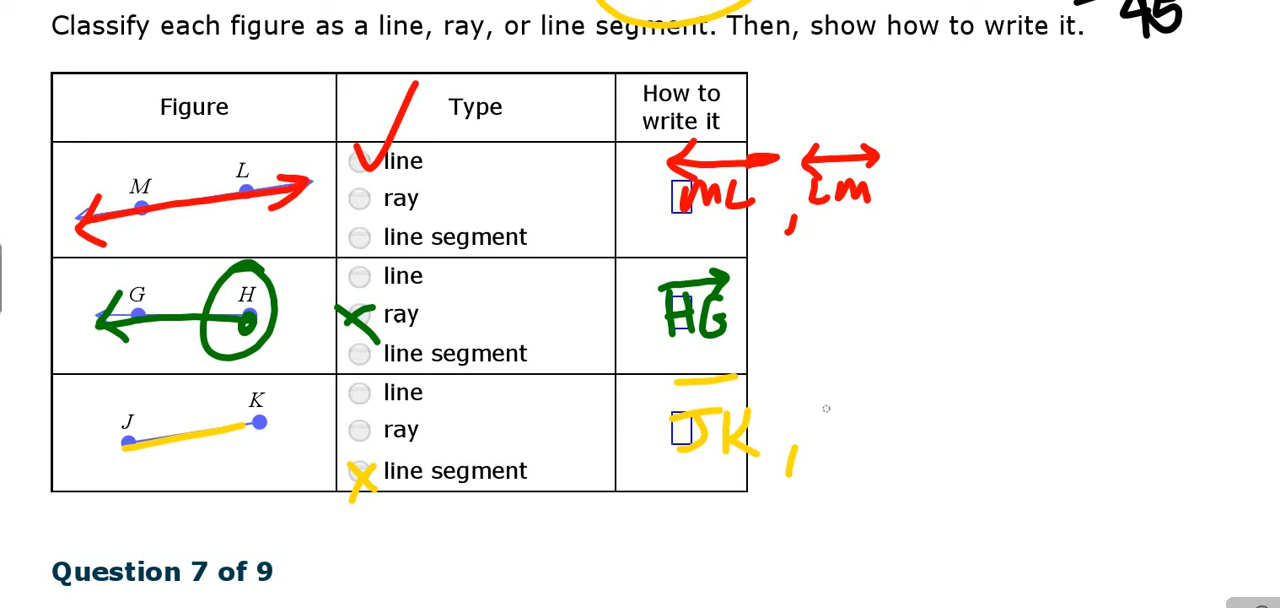 Classify each figure as a line, ray, or line segment. Then, show how to write it.
45
Figure
Type
How to
write it
M
L
line
ray
line segment
ML, LM
G
H
line
ray
line segment
HG
J
K
line
ray
line segment
JK,
Question 7 of 9